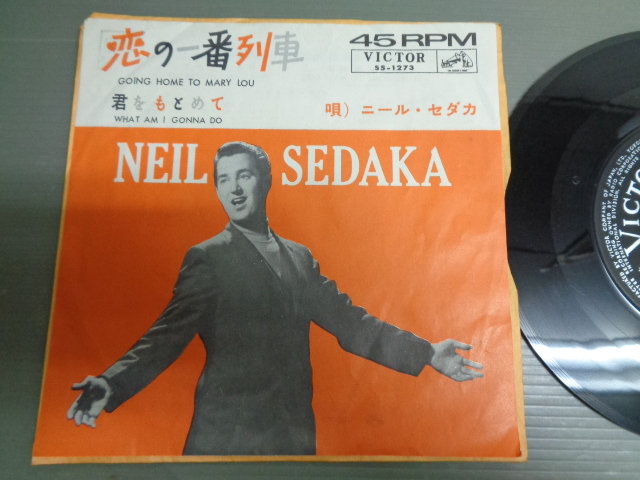 恋の一番列車
GOING HOME TO MARY LOU
君をもとめて
WHAT AM I GONNA DO
45 RPM
VICTOR
SS-1273
唄) ニール・セダカ
NEIL SEDAKA
VICTOR